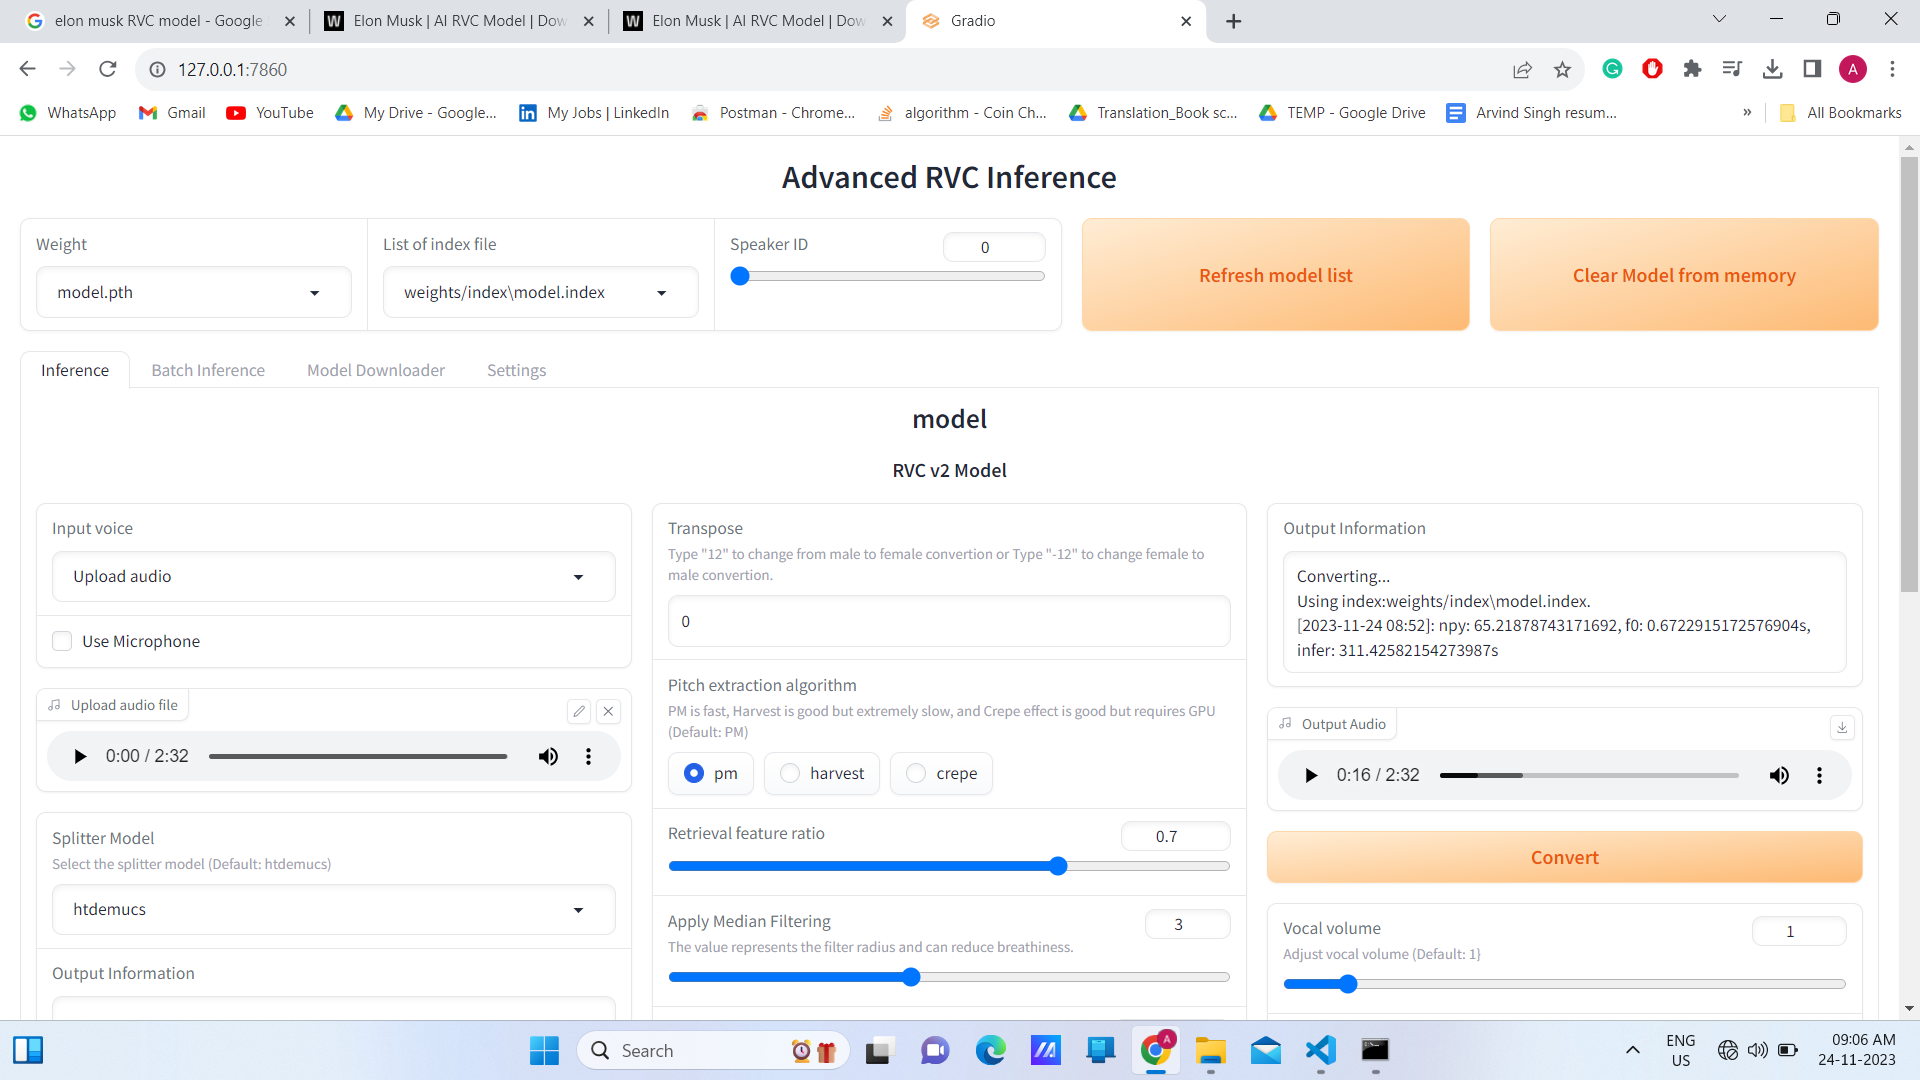 elon musk RVC model - Google
Elon Musk | AI RVC Model | Dow
Elon Musk | AI RVC Model | Dow
Gradio
127.0.0.1:7860
A
WhatsApp
Gmail
YouTube
My Drive - Google...
My Jobs | LinkedIn
Postman - Chrome...
algorithm - Coin Ch...
Translation_Book sc...
TEMP - Google Drive
Arvind Singh resum...
»
All Bookmarks
Advanced RVC Inference
Weight
model.pth
List of index file
weights/index\model.index
Speaker ID
0
Refresh model list
Clear Model from memory
Inference
Batch Inference
Model Downloader
Settings
model
RVC v2 Model
Input voice
Upload audio
Use Microphone
Upload audio file
0:00 / 2:32
Splitter Model
Select the splitter model (Default: htdemucs)
htdemucs
Output Information
Transpose
Type "12" to change from male to female convertion or Type "-12" to change female to
male convertion.
0
Pitch extraction algorithm
PM is fast, Harvest is good but extremely slow, and Crepe effect is good but requires GPU
(Default: PM)
pm
harvest
crepe
Retrieval feature ratio
0.7
Apply Median Filtering
3
The value represents the filter radius and can reduce breathiness.
Output Information
Converting...
Using index:weights/index\model.index.
[2023-11-24 08:52]: npy: 65.21878743171692, f0: 0.6722915172576904s,
infer: 311.42582154273987s
Output Audio
0:16 / 2:32
Convert
Vocal volume
1
Adjust vocal volume (Default: 1}
Search
A
ENG
US
09:06 AM
24-11-2023